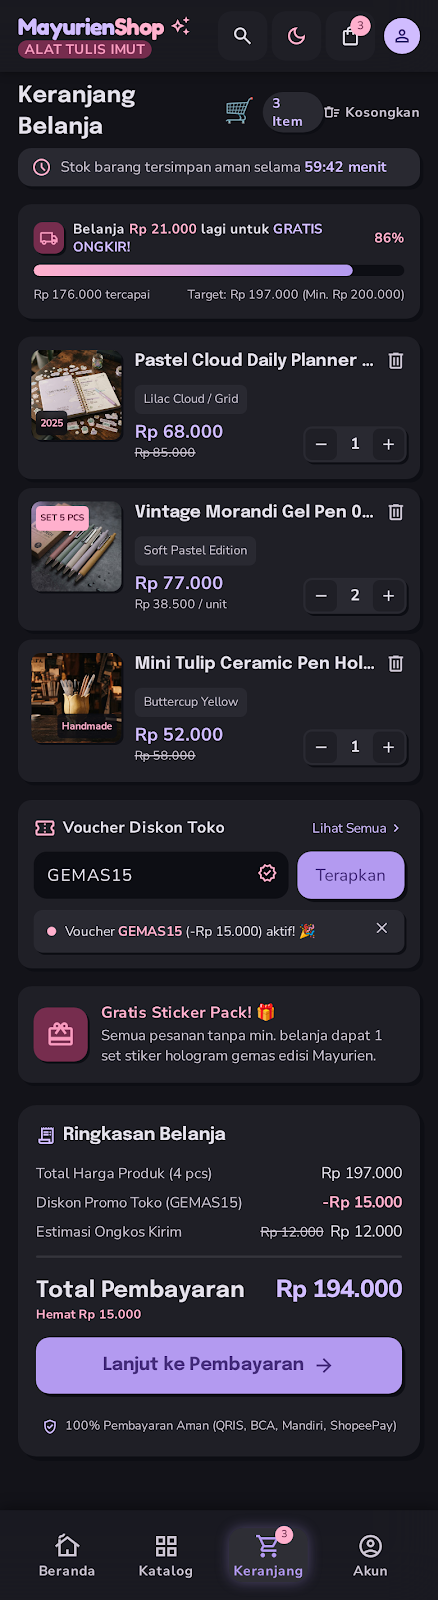 MayurienShop
3
ALAT TULIS IMUT
Keranjang
Belanja
3
Item
Kosongkan
Stok barang tersimpan aman selama 59:42 menit
Belanja Rp 21.000 lagi untuk GRATIS
ONGKIR!
86%
Rp 176.000 tercapai
Target: Rp 197.000 (Min. Rp 200.000)
Pastel Cloud Daily Planner ...
Lilac Cloud / Grid
2025
Rp 68.000
Rp 85.000
− 1 +
SET 5 PCS
Vintage Morandi Gel Pen 0...
Soft Pastel Edition
Rp 77.000
Rp 38.500 / unit
− 2 +
Mini Tulip Ceramic Pen Hol...
Buttercup Yellow
Handmade
Rp 52.000
Rp 58.000
− 1 +
Voucher Diskon Toko
Lihat Semua
GEMAS15
Terapkan
Voucher GEMAS15 (-Rp 15.000) aktif! 🎉
Gratis Sticker Pack! 🎁
Semua pesanan tanpa min. belanja dapat 1
set stiker hologram gemas edisi Mayurien.
Ringkasan Belanja
Total Harga Produk (4 pcs) Rp 197.000
Diskon Promo Toko (GEMAS15) -Rp 15.000
Estimasi Ongkos Kirim Rp 12.000 Rp 12.000
Total Pembayaran Rp 194.000
Hemat Rp 15.000
Lanjut ke Pembayaran →
100% Pembayaran Aman (QRIS, BCA, Mandiri, ShopeePay)
3
Beranda Katalog Keranjang Akun